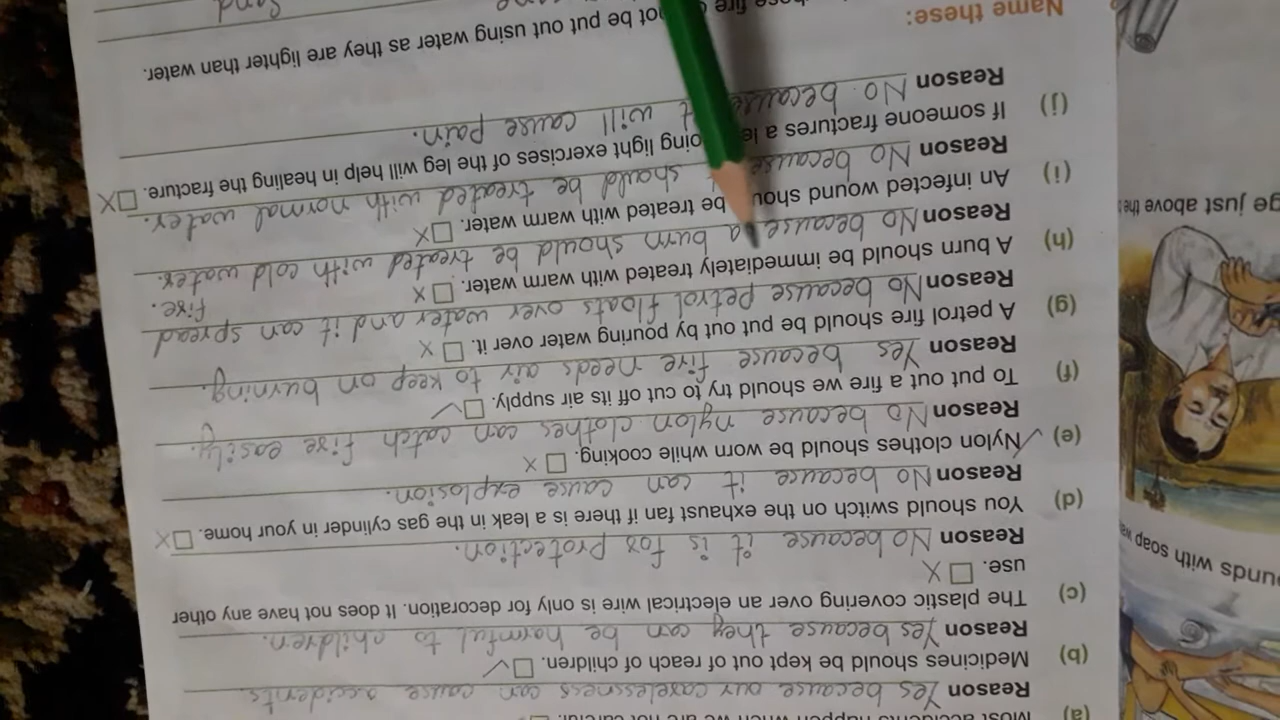 (a) Most accidents happen when we are not careful.
Reason Yes because our carelessness can cause accidents.
(b) Medicines should be kept out of reach of children. ✓
Reason Yes because they can be harmful to children.
(c) The plastic covering over an electrical wire is only for decoration. It does not have any other
use. X
Reason No because it is for protection.
(d) You should switch on the exhaust fan if there is a leak in the gas cylinder in your home. X
Reason No because it can cause explosion.
(e) Nylon clothes should be worn while cooking. X
Reason No because nylon clothes can catch fire easily.
(f) To put out a fire we should try to cut off its air supply. ✓
Reason Yes because fire needs air to keep on burning.
(g) A petrol fire should be put out by pouring water over it. X
Reason No because petrol floats over water and it can spread
fire.
(h) A burn should be immediately treated with warm water. X
Reason No because a burn should be treated with cold water.
(i) An infected wound should be treated with warm water. X
Reason No because should be treated with normal water.
(j) If someone fractures a leg doing light exercises of the leg will help in healing the fracture. X
Reason No because it will cause pain.
Name these:
fire not be put out using water as they are lighter than water.
Sand
ge just above the
unds with soap wa